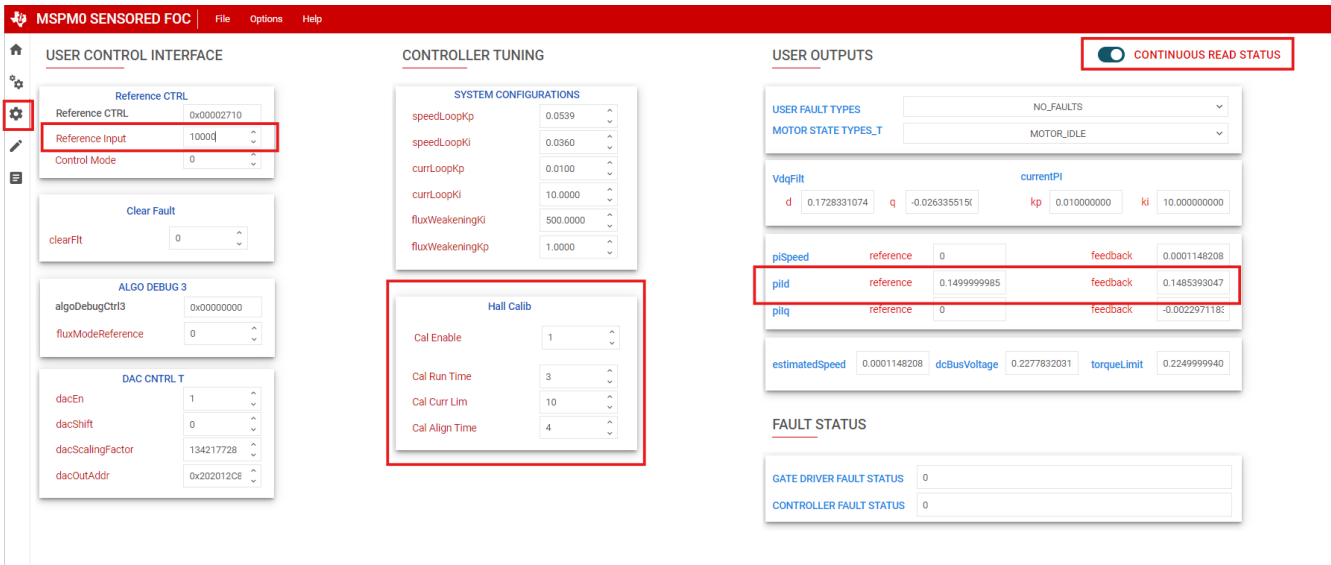 MSPM0 SENSORED FOC File Options Help
USER CONTROL INTERFACE
Reference CTRL
Reference CTRL 0x00002710
Reference Input 10000
Control Mode 0
Clear Fault
clearFlt 0
ALGO DEBUG 3
algoDebugCtrl3 0x00000000
fluxModeReference 0
DAC CNTRL T
dacEn 1
dacShift 0
dacScalingFactor 134217728
dacOutAddr 0x202012C8
CONTROLLER TUNING
SYSTEM CONFIGURATIONS
speedLoopKp 0.0539
speedLoopKi 0.0360
currLoopKp 0.0100
currLoopKi 10.0000
fluxWeakeningKi 500.0000
fluxWeakeningKp 1.0000
Hall Calib
Cal Enable 1
Cal Run Time 3
Cal Curr Lim 10
Cal Align Time 4
USER OUTPUTS
CONTINUOUS READ STATUS
USER FAULT TYPES NO_FAULTS
MOTOR STATE TYPES_T MOTOR_IDLE
VdqFilt currentPI
d 0.1728331074 q -0.026335515( kp 0.010000000 ki 10.000000000
piSpeed reference 0 feedback 0.0001148208
piId reference 0.1499999985 feedback 0.1485393047
piIq reference 0 feedback -0.002297118
estimatedSpeed 0.0001148208 dcBusVoltage 0.2277832031 torqueLimit 0.2249999940
FAULT STATUS
GATE DRIVER FAULT STATUS 0
CONTROLLER FAULT STATUS 0